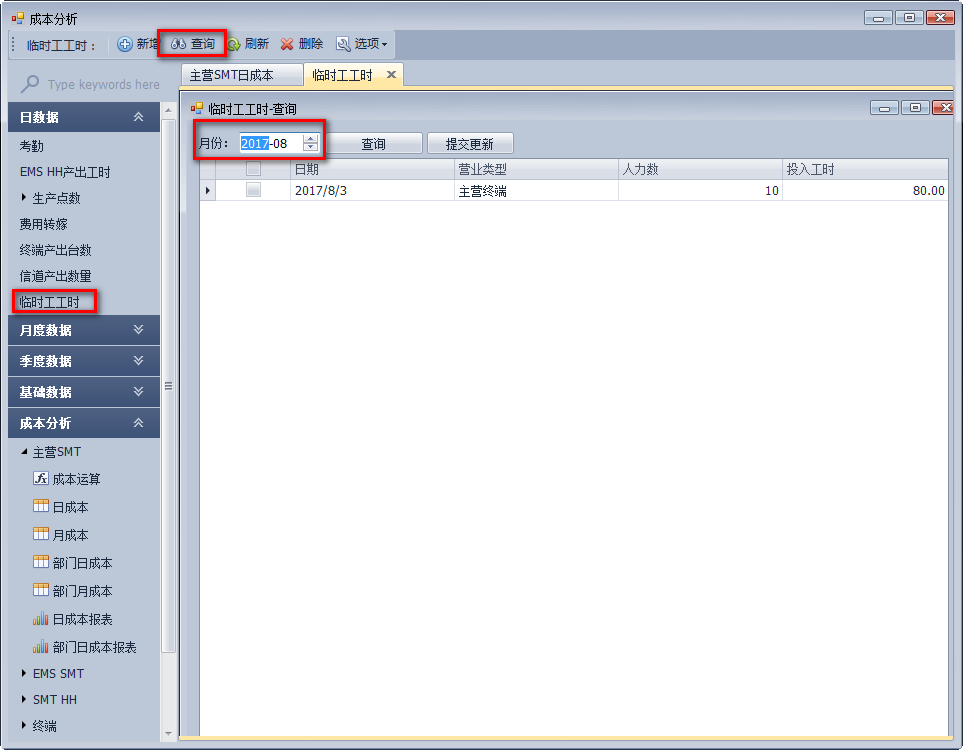 成本分析
临时工工时： 新增 查询 刷新 删除 选项
Type keywords here
主营SMT日成本 临时工工时
日数据
考勤
EMS HH产出工时
生产点数
费用转嫁
终端产出台数
信道产出数量
临时工工时
月度数据
季度数据
基础数据
成本分析
主营SMT
成本运算
日成本
月成本
部门日成本
部门月成本
日成本报表
部门日成本报表
EMS SMT
SMT HH
终端
临时工工时-查询
月份： 2017-08 查询 提交更新
日期 营业类型 人力数 投入工时
2017/8/3 主营终端 10 80.00